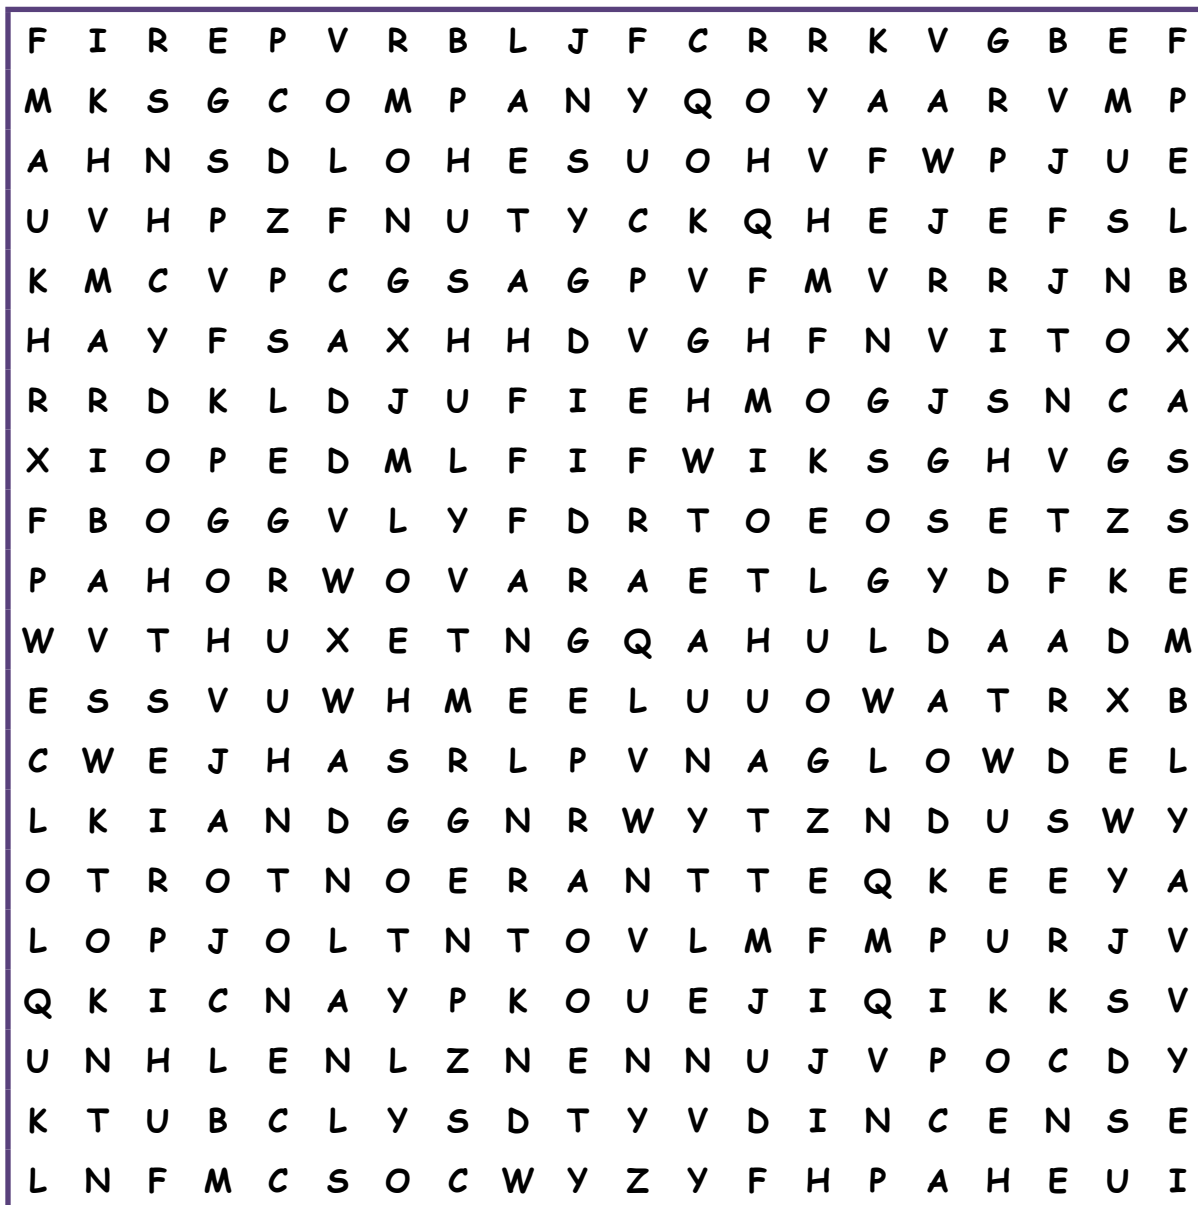 F I R E P V R B L J F C R R K V G B E F
M K S G C O M P A N Y Q O Y A A R V M P
A H N S D L O H E S U O H V F W P J U E
U V H P Z F N U T Y C K Q H E J E F S L
K M C V P C G S A G P V F M V R R J N B
H A Y F S A X H H D V G H F N V I T O X
R R D K L D J U F I E H M O G J S N C A
X I O P E D M L F I F W I K S G H V G S
F B O G G V L Y F D R T O E O S E T Z S
P A H O R W O V A R A E T L G Y D F K E
W V T H U X E T N G Q A H U L D A A D M
E S S V U W H M E E L U U O W A T R X B
C W E J H A S R L P V N A G L O W D E L
L K I A N D G G N R W Y T Z N D U S W Y
O T R O T N O E R A N T T E Q K E E Y A
L O P J O L T N T O V L M F M P U R J V
Q K I C N A Y P K O U E J I Q I K K S V
U N H L E N L Z N E N N U J V P O C D Y
K T U B C L Y S D T Y V D I N C E N S E
L N F M C S O C W Y Z Y F H P A H E U I